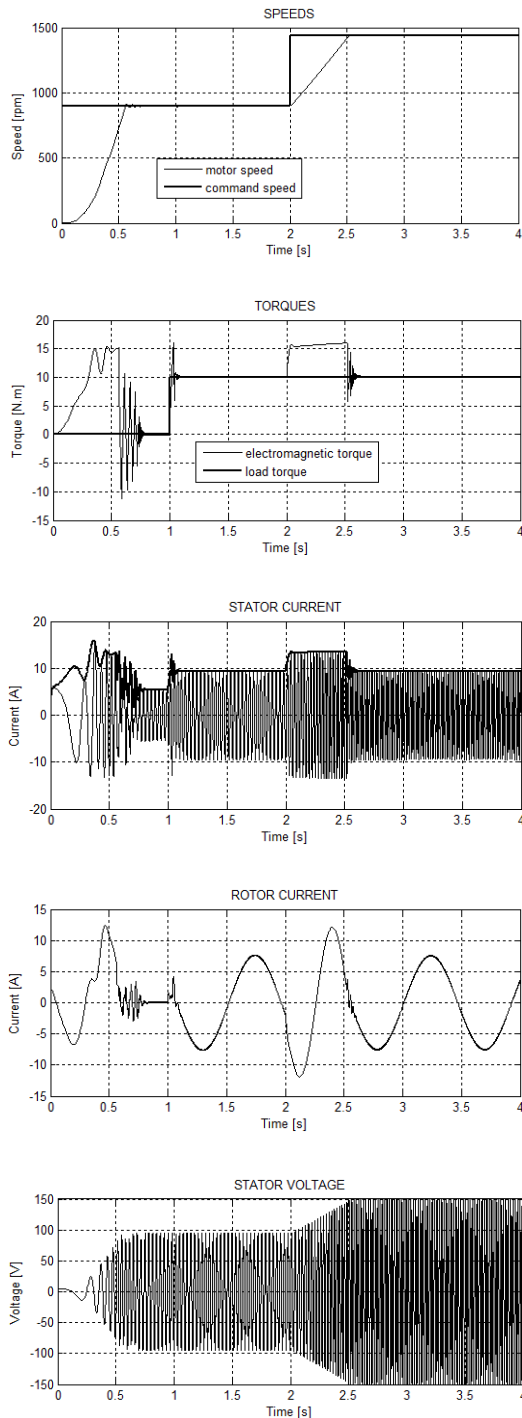 SPEEDS
1500
1000
500
0
Speed [rpm]
motor speed
command speed
0 0.5 1 1.5 2 2.5 3 3.5 4
Time [s]
TORQUES
20
15
10
5
0
-5
-10
-15
Torque [N.m]
electromagnetic torque
load torque
0 0.5 1 1.5 2 2.5 3 3.5 4
Time [s]
STATOR CURRENT
20
10
0
-10
-20
Current [A]
0 0.5 1 1.5 2 2.5 3 3.5 4
Time [s]
ROTOR CURRENT
15
10
5
0
-5
-10
-15
Current [A]
0 0.5 1 1.5 2 2.5 3 3.5 4
Time [s]
STATOR VOLTAGE
150
100
50
0
-50
-100
-150
Voltage [V]
0 0.5 1 1.5 2 2.5 3 3.5 4
Time [s]